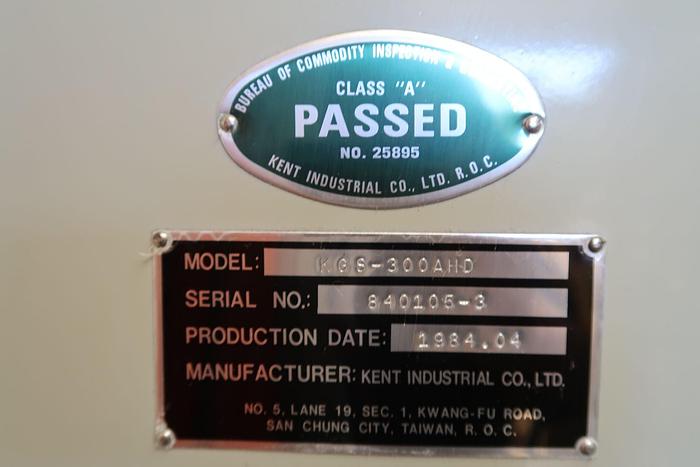 BUREAU OF COMMODITY INSPECTION &
CLASS "A"
PASSED
NO. 25895
KENT INDUSTRIAL CO., LTD. R.O.C.
MODEL: KGS-300AHD
SERIAL NO.: 840105-3
PRODUCTION DATE: 1984.04
MANUFACTURER: KENT INDUSTRIAL CO., LTD.
NO. 5, LANE 19, SEC. 1, KWANG-FU ROAD,
SAN CHUNG CITY, TAIWAN, R. O. C.